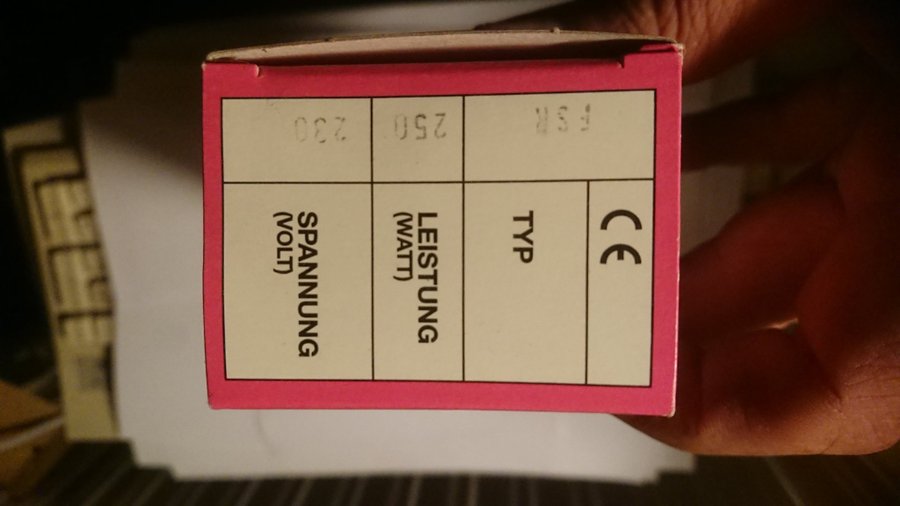 CE
TYP
FSR
LEISTUNG
(WATT)
250
SPANNUNG
(VOLT)
230